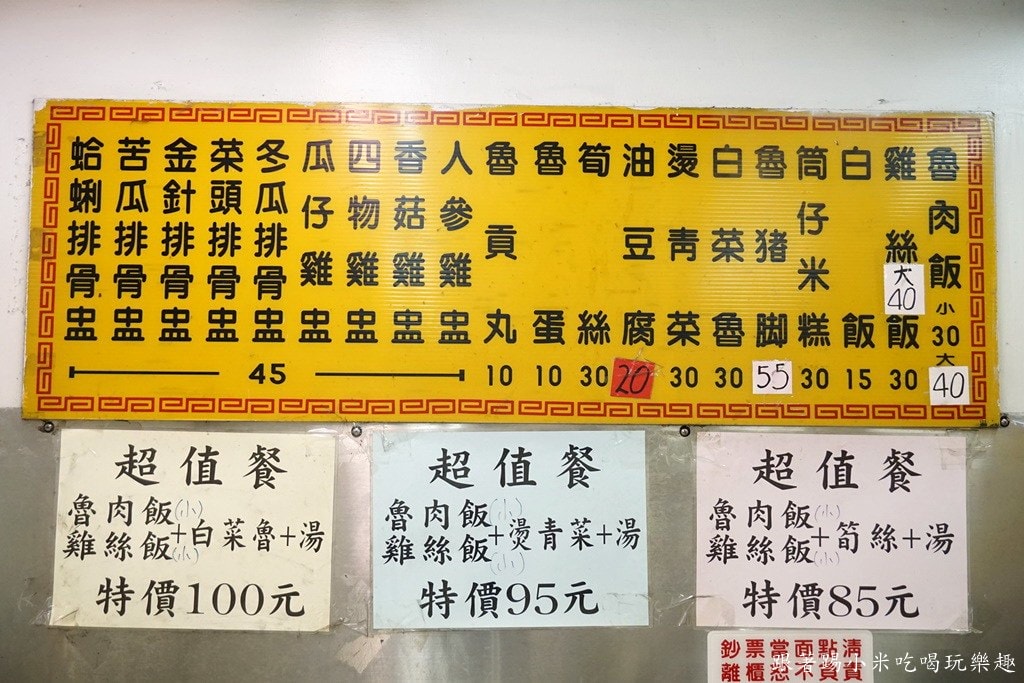 魯肉飯 小30 大40
雞絲飯 30 大40
白飯 15
筒仔米糕 30
魯豬脚 55
白菜魯 30
燙青菜 30
油豆腐 20
筍絲 30
魯蛋 10
魯貢丸 10
人參雞盅
香菇雞盅
四物雞盅
瓜仔雞盅
冬瓜排骨盅
菜頭排骨盅
金針排骨盅
苦瓜排骨盅
蛤蜊排骨盅
45
超值餐
魯肉飯(小)
雞絲飯(小)
+白菜魯+湯
特價100元
超值餐
魯肉飯(小)
雞絲飯(小)
+燙青菜+湯
特價95元
超值餐
魯肉飯(小)
雞絲飯(小)
+筍絲+湯
特價85元
鈔票當面點清
離櫃恕不負責
跟著踢小米吃喝玩樂趣